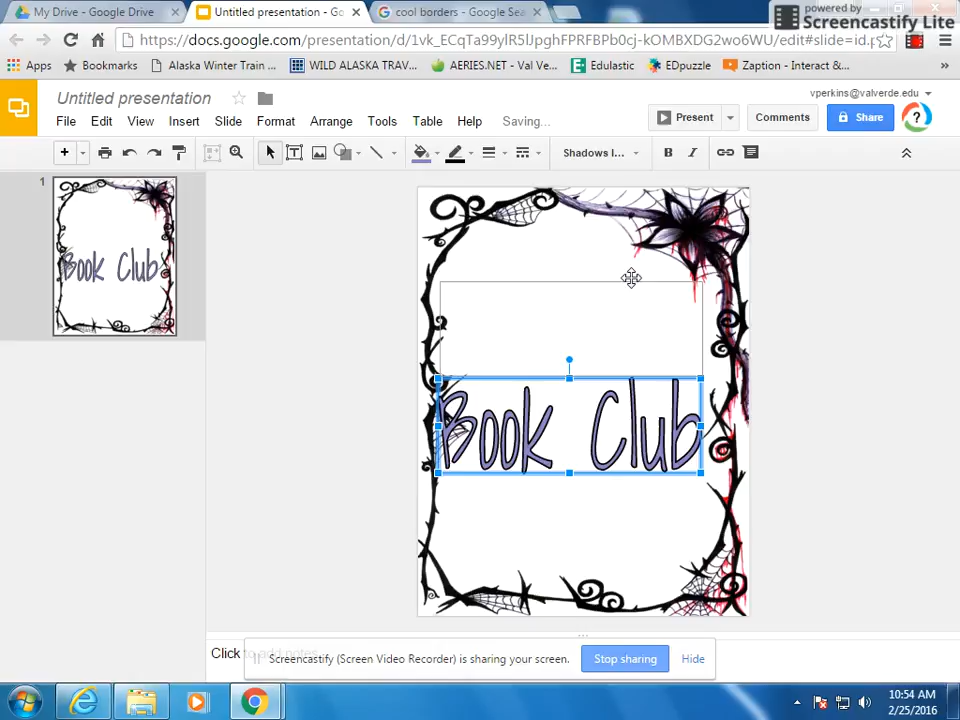 My Drive - Google Drive
Untitled presentation - Go
cool borders - Google Sea
powered by
Screencastify Lite
https://docs.google.com/presentation/d/1vk_ECqTa99ylR5lJpghFPRFBPb0cj-kOMBXDG2wo6WU/edit#slide=id.p
Apps
Bookmarks
Alaska Winter Train ...
WILD ALASKA TRAV...
AERIES.NET - Val Ve...
Edulastic
EDpuzzle
Zaption - Interact &...
»
Untitled presentation
vperkins@valverde.edu
File Edit View Insert Slide Format Arrange Tools Table Help Saving...
Present
Comments
Share
?
Shadows I...
B I
1
Book Club
Book Club
Click to add notes
Screencastify (Screen Video Recorder) is sharing your screen.
Stop sharing
Hide
10:54 AM
2/25/2016